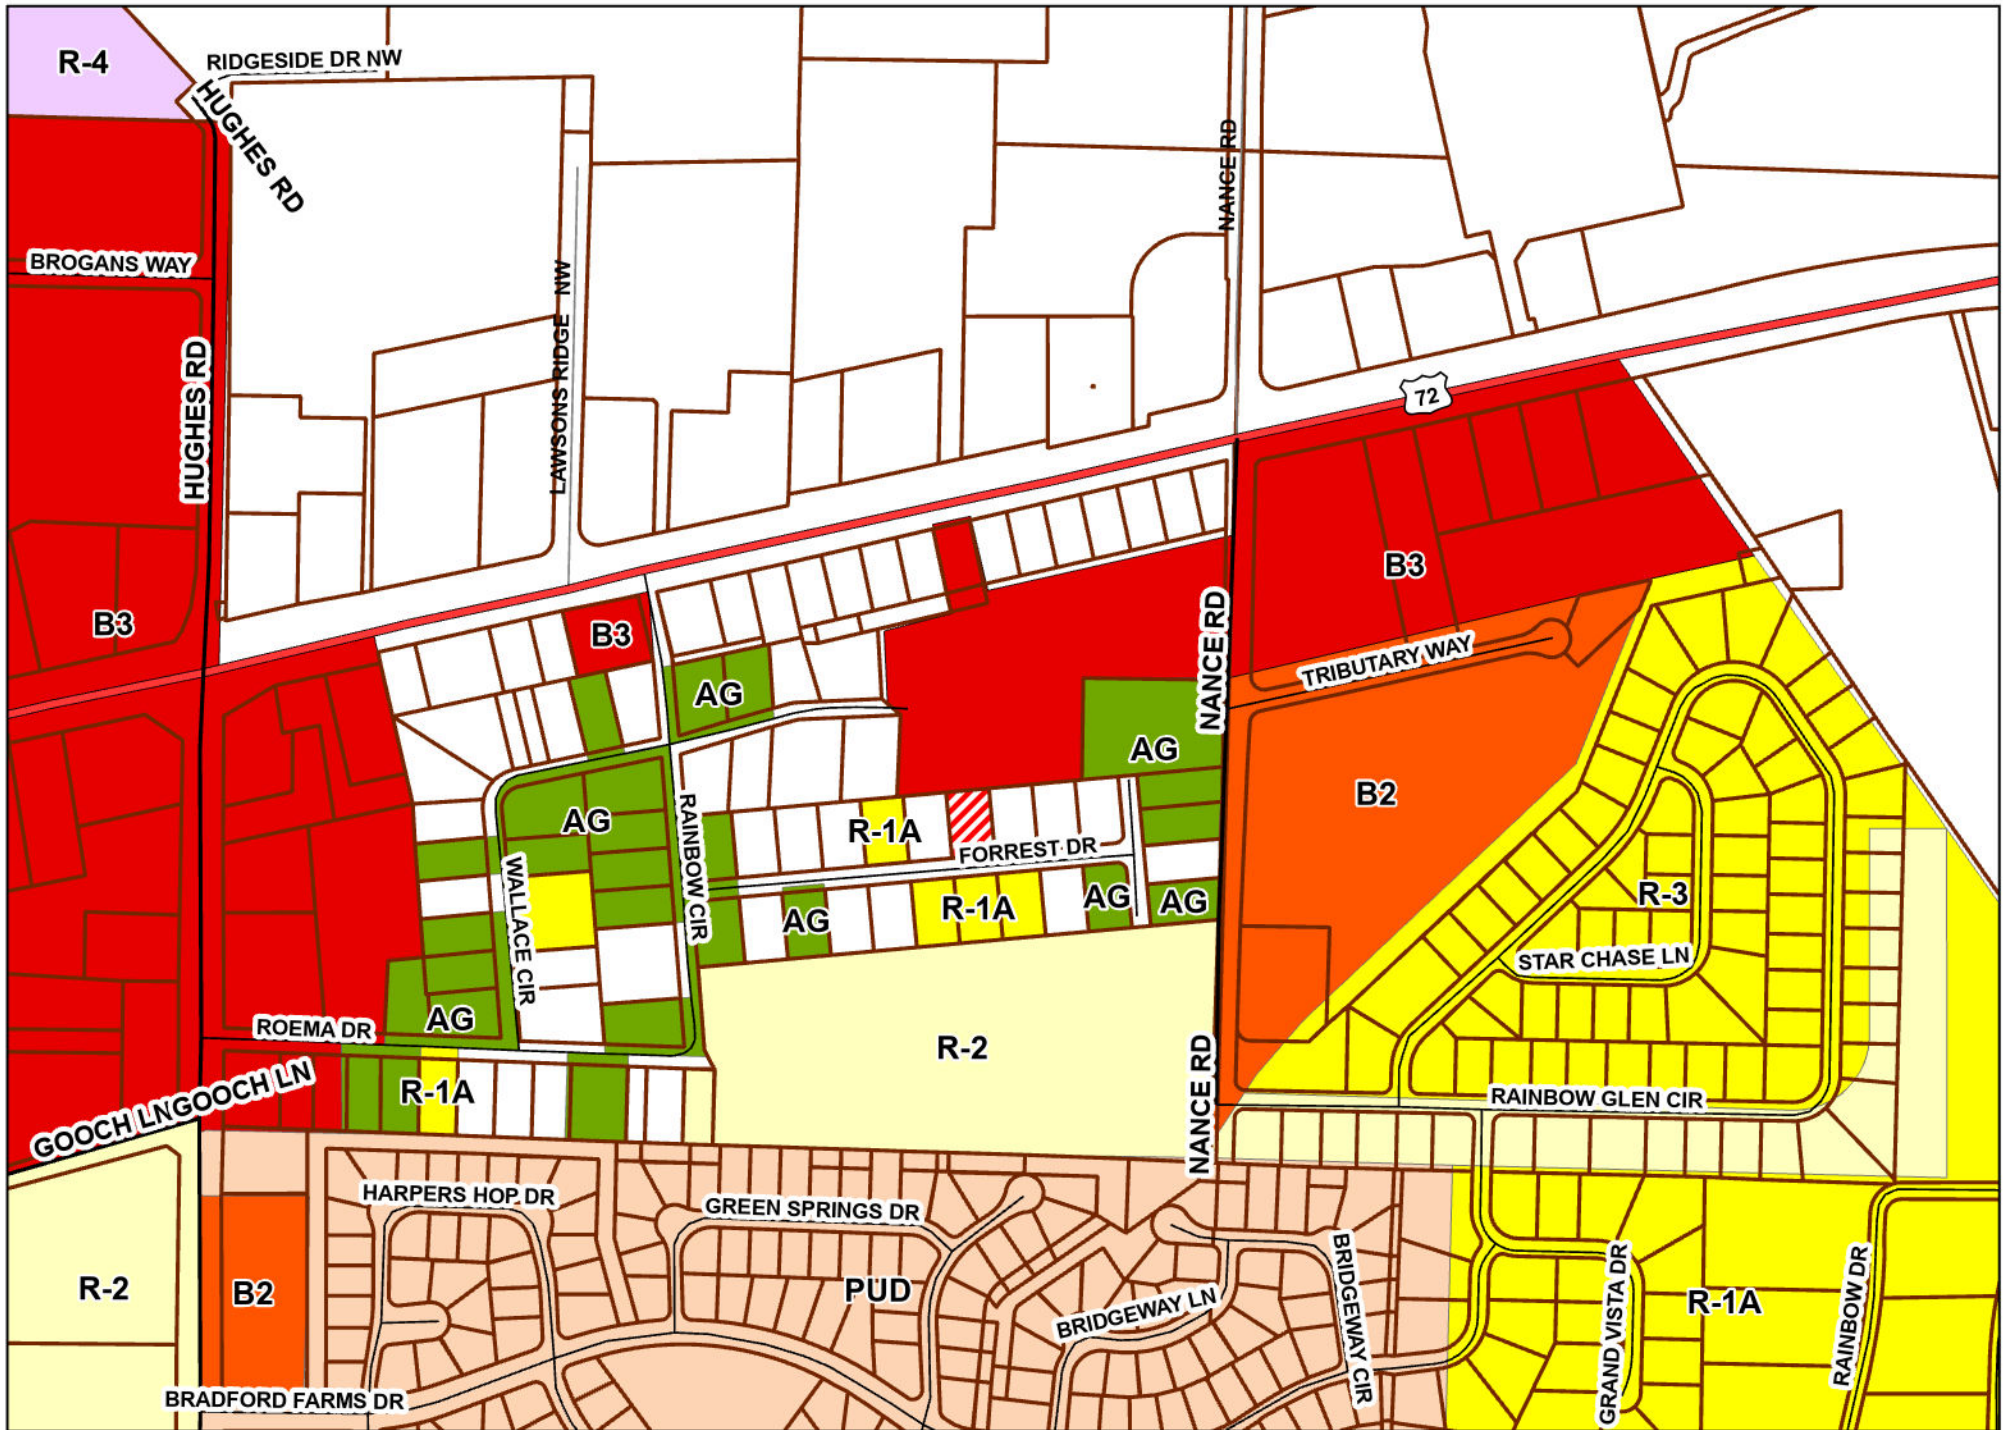 R-4
RIDGESIDE DR NW
HUGHES RD
NANCE RD
BROGANS WAY
LAWSONS RIDGE NW
HUGHES RD
72
B3
B3
B3
NANCE RD
TRIBUTARY WAY
AG
AG
B2
AG
RAINBOW CIR
R-1A
FORREST DR
WALLACE CIR
R-3
AG
R-1A
AG
AG
STAR CHASE LN
AG
ROEMA DR
R-2
NANCE RD
R-1A
RAINBOW GLEN CIR
GOOCH LNGOOCH LN
HARPERS HOP DR
GREEN SPRINGS DR
R-2
B2
PUD
BRIDGEWAY LN
BRIDGEWAY CIR
GRAND VISTA DR
R-1A
RAINBOW DR
BRADFORD FARMS DR